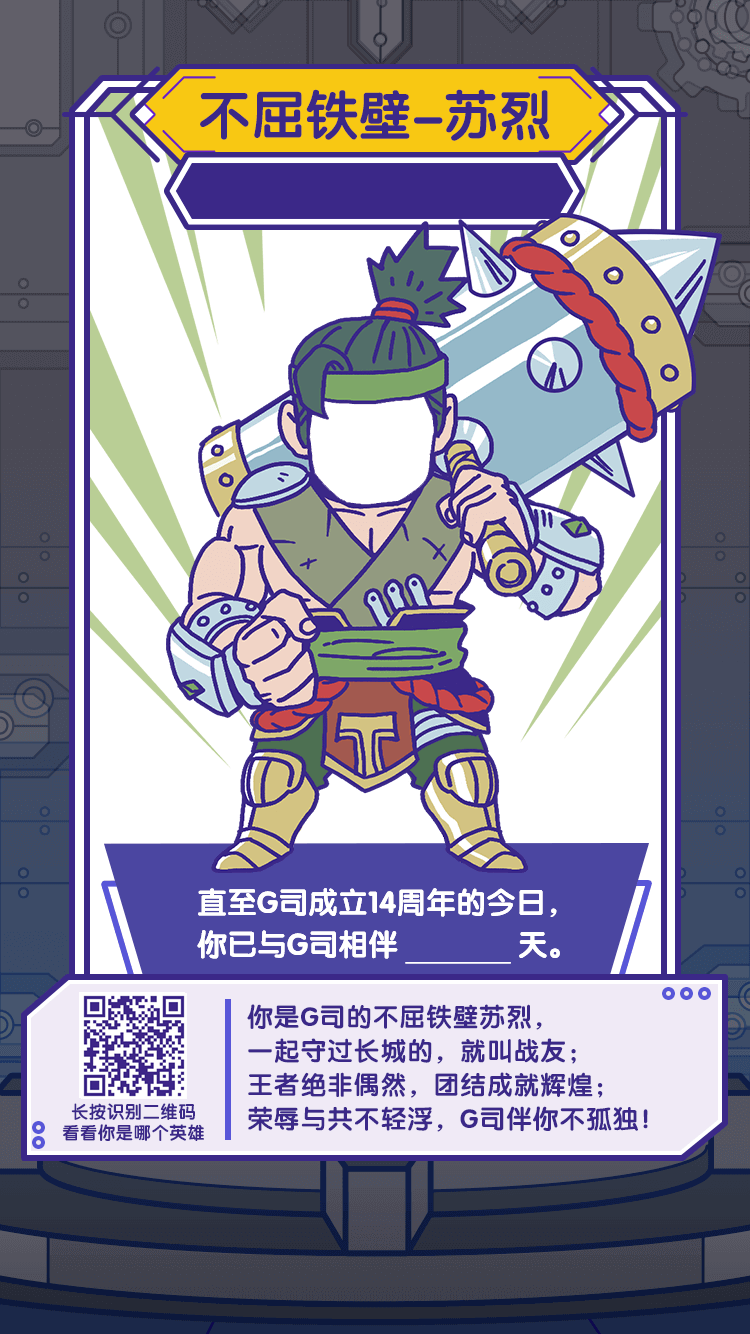 不屈铁壁-苏烈
直至G司成立14周年的今日，
你已与G司相伴 ______ 天。
你是G司的不屈铁壁苏烈，
一起守过长城的，就叫战友；
王者绝非偶然，团结成就辉煌；
荣辱与共不轻浮，G司伴你不孤独！
长按识别二维码
看看你是哪个英雄